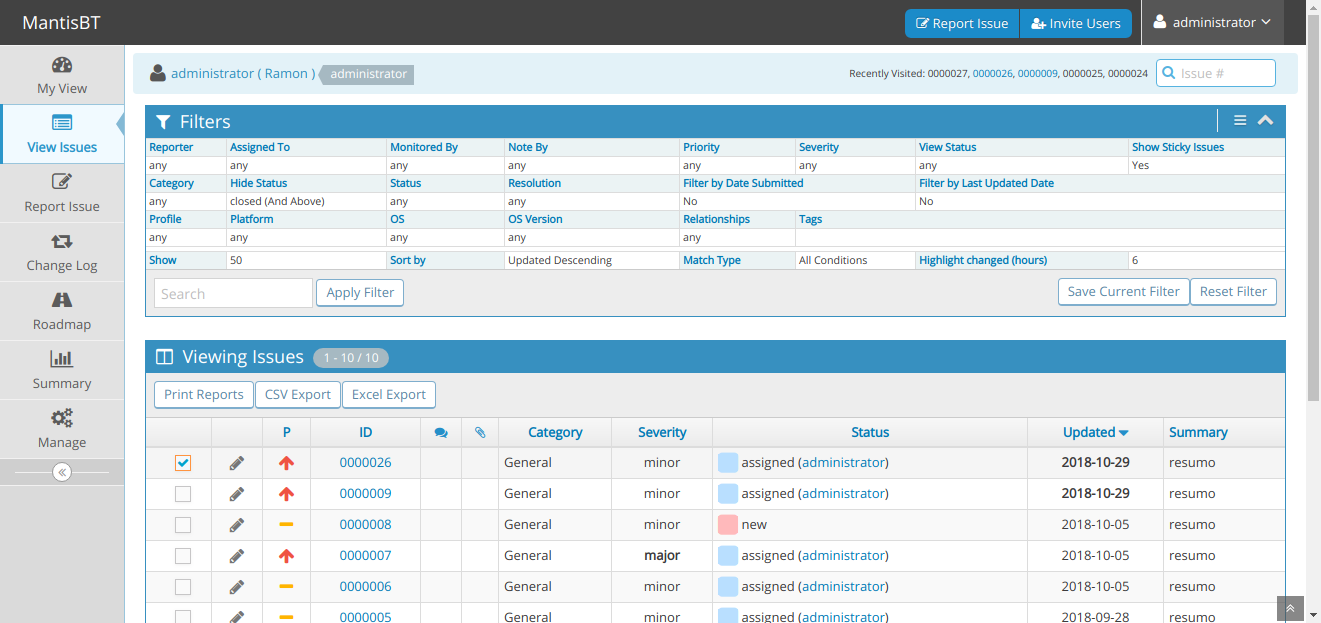 MantisBT
Report Issue Invite Users administrator
My View
View Issues
Report Issue
Change Log
Roadmap
Summary
Manage
administrator ( Ramon ) administrator
Recently Visited: 0000027, 0000026, 0000009, 0000025, 0000024 Issue #
Filters
Reporter Assigned To Monitored By Note By Priority Severity View Status Show Sticky Issues
any any any any any any any Yes
Category Hide Status Status Resolution Filter by Date Submitted Filter by Last Updated Date
any closed (And Above) any any No No
Profile Platform OS OS Version Relationships Tags
any any any any any
Show 50 Sort by Updated Descending Match Type All Conditions Highlight changed (hours) 6
Search Apply Filter Save Current Filter Reset Filter
Viewing Issues 1 - 10 / 10
Print Reports CSV Export Excel Export
P ID Category Severity Status Updated Summary
0000026 General minor assigned (administrator) 2018-10-29 resumo
0000009 General minor assigned (administrator) 2018-10-29 resumo
0000008 General minor new 2018-10-05 resumo
0000007 General major assigned (administrator) 2018-10-05 resumo
0000006 General minor assigned (administrator) 2018-10-05 resumo
0000005 General minor assigned (administrator) 2018-09-28 resumo